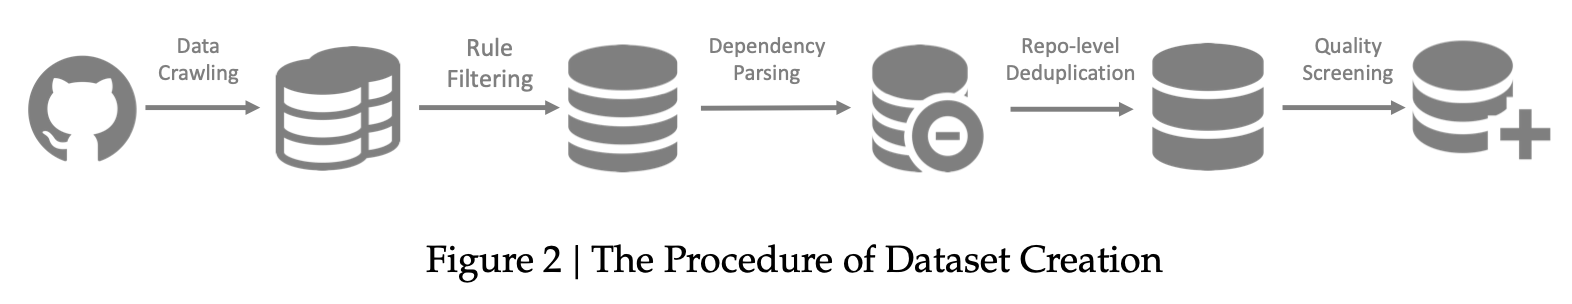 Data
Crawling
Rule
Filtering
Dependency
Parsing
Repo-level
Deduplication
Quality
Screening
Figure 2 | The Procedure of Dataset Creation